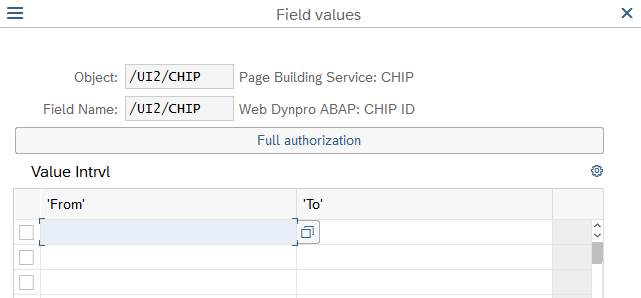 Field values
Object: /UI2/CHIP Page Building Service: CHIP
Field Name: /UI2/CHIP Web Dynpro ABAP: CHIP ID
Full authorization
Value Intrvl
'From' 'To'